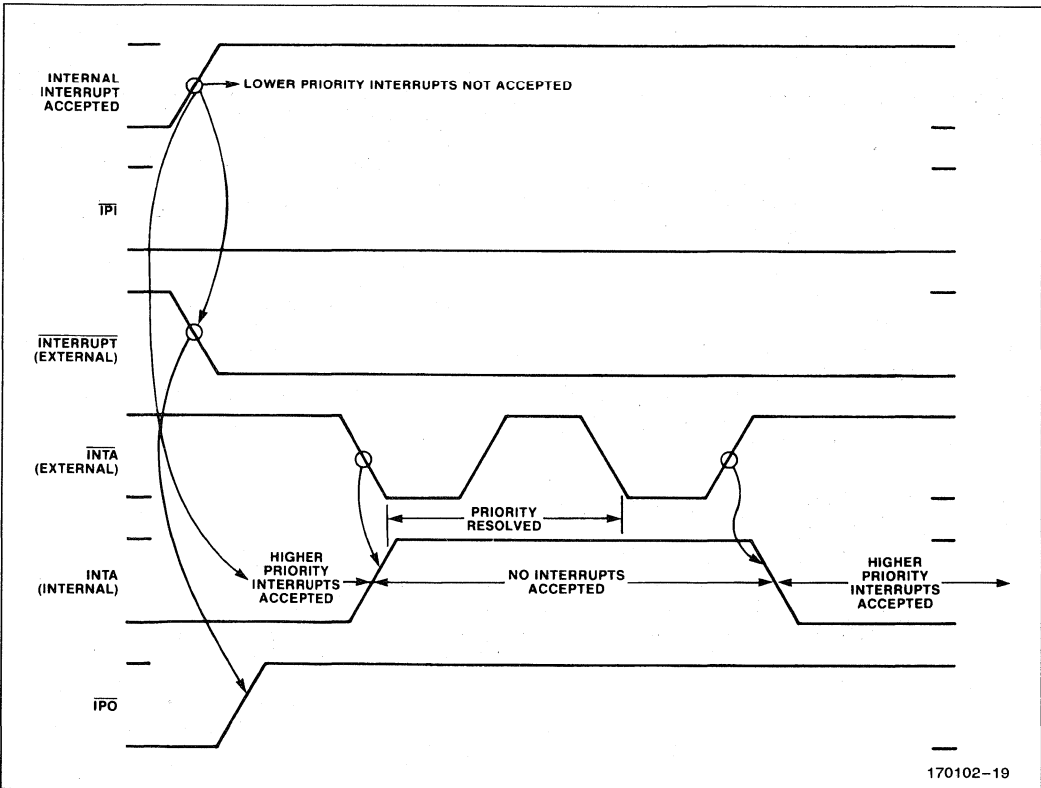 INTERNAL
INTERRUPT
ACCEPTED
LOWER PRIORITY INTERRUPTS NOT ACCEPTED
IPI
INTERRUPT
(EXTERNAL)
INTA
(EXTERNAL)
PRIORITY
RESOLVED
INTA
(INTERNAL)
HIGHER
PRIORITY
INTERRUPTS
ACCEPTED
NO INTERRUPTS
ACCEPTED
HIGHER
PRIORITY
INTERRUPTS
ACCEPTED
IPO
170102-19